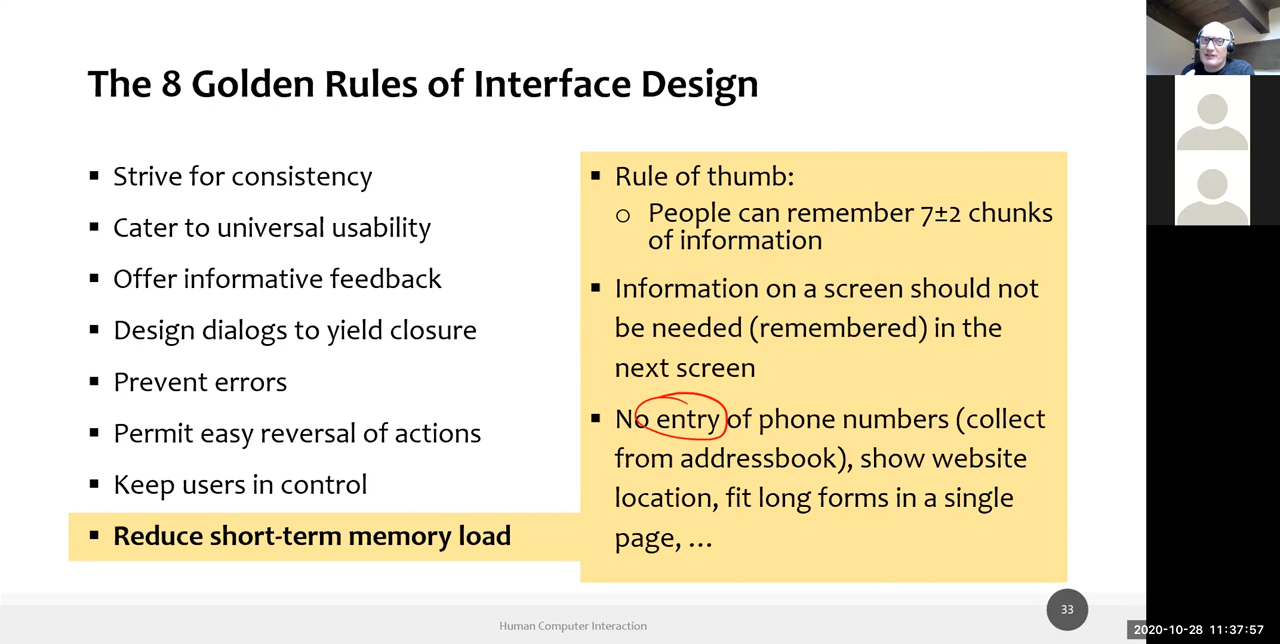 The 8 Golden Rules of Interface Design
▪ Strive for consistency
▪ Cater to universal usability
▪ Offer informative feedback
▪ Design dialogs to yield closure
▪ Prevent errors
▪ Permit easy reversal of actions
▪ Keep users in control
▪ Reduce short-term memory load
▪ Rule of thumb:
o People can remember 7±2 chunks
of information
▪ Information on a screen should not
be needed (remembered) in the
next screen
▪ No entry of phone numbers (collect
from addressbook), show website
location, fit long forms in a single
page, ...
Human Computer Interaction
33
2020-10-28 11:37:57